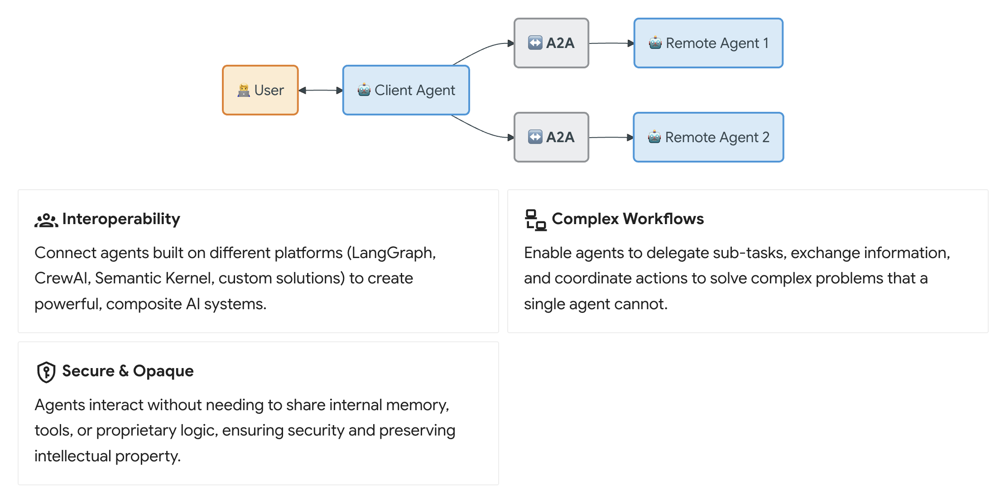 A2A
Remote Agent 1
User
Client Agent
A2A
Remote Agent 2
Interoperability
Connect agents built on different platforms (LangGraph,
CrewAI, Semantic Kernel, custom solutions) to create
powerful, composite AI systems.
Complex Workflows
Enable agents to delegate sub-tasks, exchange information,
and coordinate actions to solve complex problems that a
single agent cannot.
Secure & Opaque
Agents interact without needing to share internal memory,
tools, or proprietary logic, ensuring security and preserving
intellectual property.